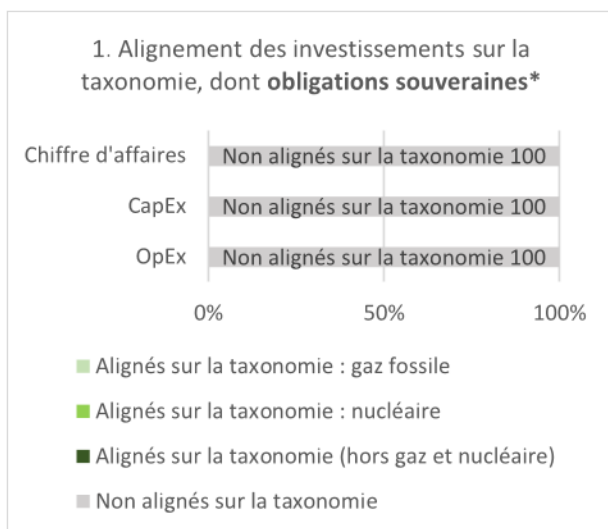 1. Alignement des investissements sur la
taxonomie, dont obligations souveraines*
Chiffre d'affaires
Non alignés sur la taxonomie 100
CapEx
Non alignés sur la taxonomie 100
OpEx
Non alignés sur la taxonomie 100
0%
50%
100%
Alignés sur la taxonomie : gaz fossile
Alignés sur la taxonomie : nucléaire
Alignés sur la taxonomie (hors gaz et nucléaire)
Non alignés sur la taxonomie